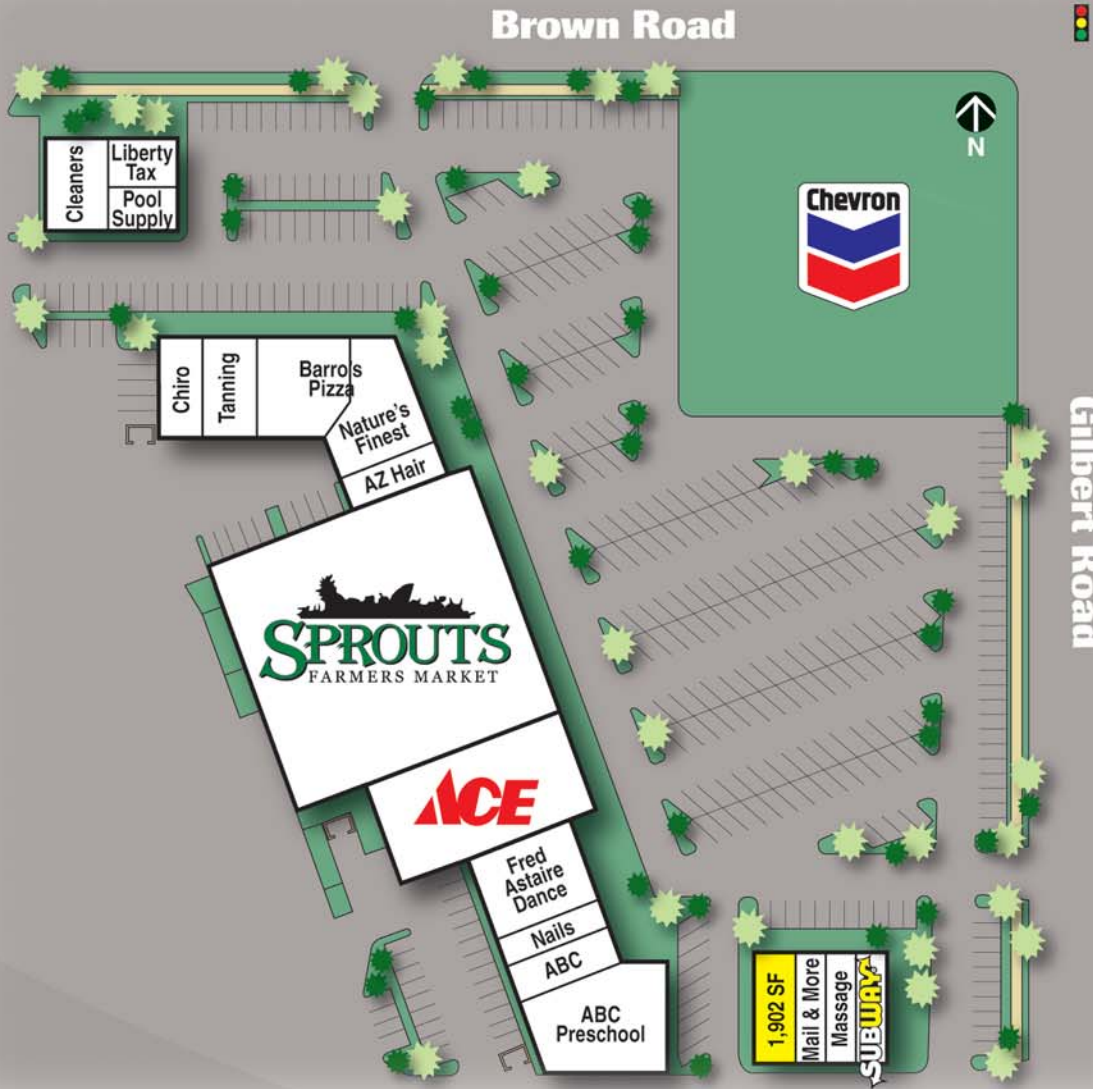 Brown Road
N
Cleaners
Liberty
Tax
Pool
Supply
Chevron
Chiro
Tanning
Barro's
Pizza
Nature's
Finest
AZ Hair
Gilbert Road
SPROUTS
FARMERS MARKET
ACE
Fred
Astaire
Dance
Nails
ABC
ABC
Preschool
1,902 SF
Mail & More
Massage
SUBWAY